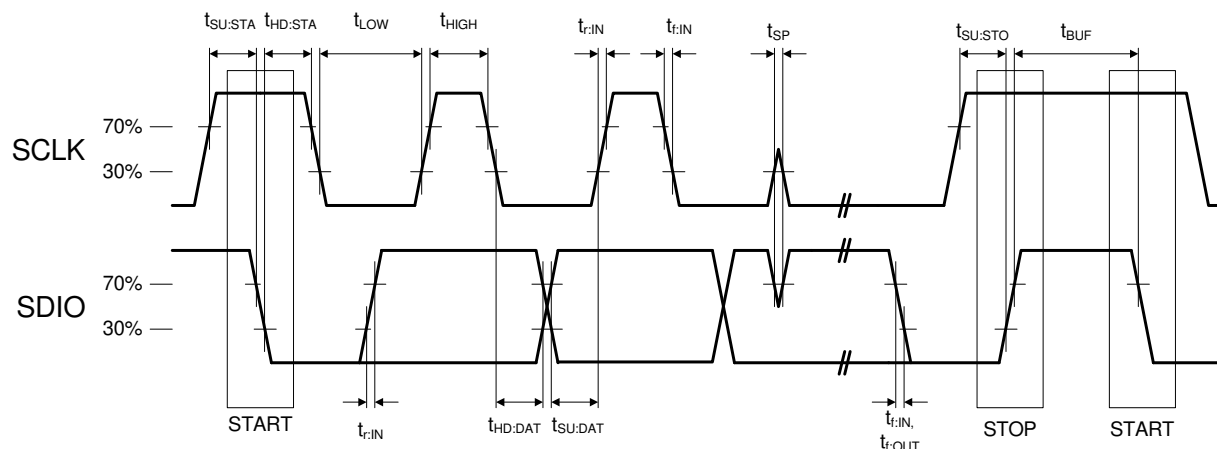 tSU:STA tHD:STA tLOW tHIGH tr:IN tf:IN tSP tSU:STO tBUF
70%
SCLK
30%
70%
SDIO
30%
START tr:IN tHD:DAT tSU:DAT tf:IN, STOP START
tf:OUT